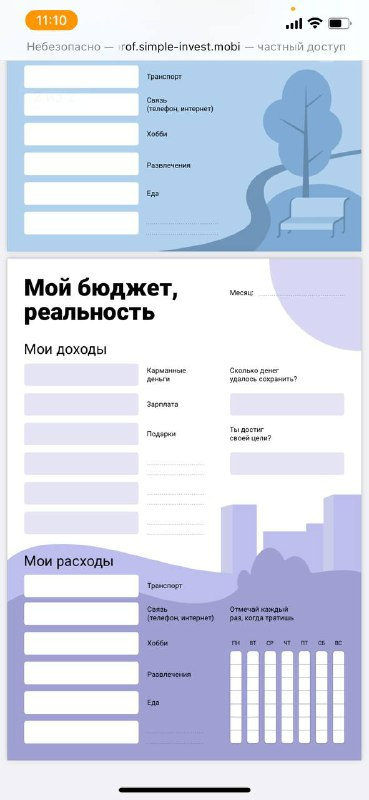 11:10
Небезопасно — rof.simple-invest.mobi — частный доступ
Транспорт
Связь
(телефон, интернет)
Хобби
Развлечения
Еда
Мой бюджет,
реальность
Месяц:
Мои доходы
Карманные
деньги
Сколько денег
удалось сохранить?
Зарплата
Подарки
Ты достиг
своей цели?
Мои расходы
Транспорт
Связь
(телефон, интернет)
Отмечай каждый
раз, когда тратишь
Хобби
ПН ВТ СР ЧТ ПТ СБ ВС
Развлечения
Еда